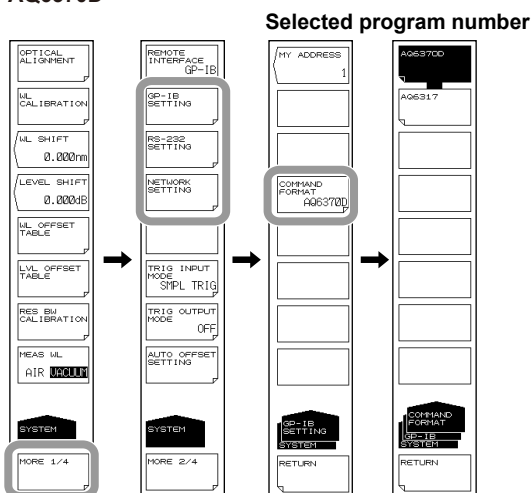 AQ6370D
Selected program number
OPTICAL
ALIGNMENT
WL
CALIBRATION
WL SHIFT
0.000nm
LEVEL SHIFT
0.000dB
WL OFFSET
TABLE
LVL OFFSET
TABLE
RES BW
CALIBRATION
MEAS WL
AIR VACUUM
SYSTEM
MORE 1/4
REMOTE
INTERFACE
GP-IB
GP-IB
SETTING
RS-232
SETTING
NETWORK
SETTING
TRIG INPUT
MODE
SMPL TRIG
TRIG OUTPUT
MODE
OFF
AUTO OFFSET
SETTING
SYSTEM
MORE 2/4
MY ADDRESS
1
COMMAND
FORMAT
AQ6370D
GP-IB
SETTING
SYSTEM
RETURN
AQ6370D
AQ6317
COMMAND
FORMAT
GP-IB
SYSTEM
RETURN